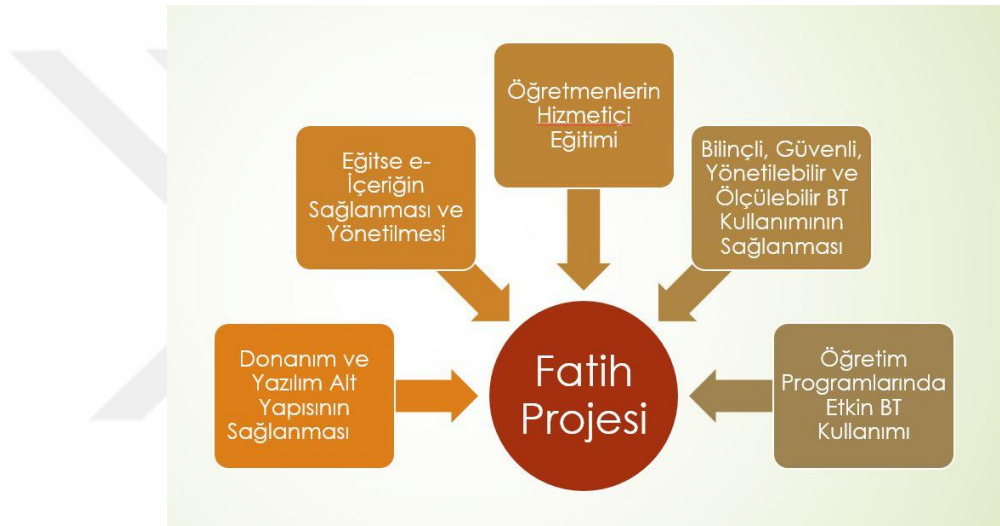 Öğretmenlerin
Hizmetiçi
Eğitimi
Eğitse e-
İçeriğin
Sağlanması ve
Yönetilmesi
Bilinçli, Güvenli,
Yönetilebilir ve
Ölçülebilir BT
Kullanımının
Sağlanması
Donanım ve
Yazılım Alt
Yapısının
Sağlanması
Fatih
Projesi
Öğretim
Programlarında
Etkin BT
Kullanımı